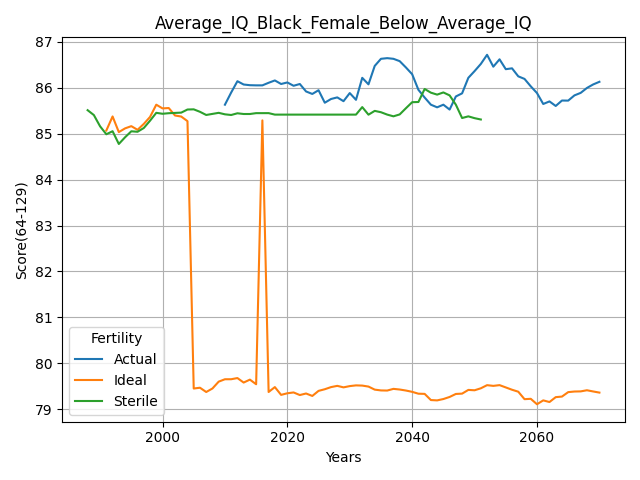 Average_IQ_Black_Female_Below_Average_IQ
87
86
85
84
83
82
81
80
79
Score(64-129)
Fertility
Actual
Ideal
Sterile
2000 2020 2040 2060
Years